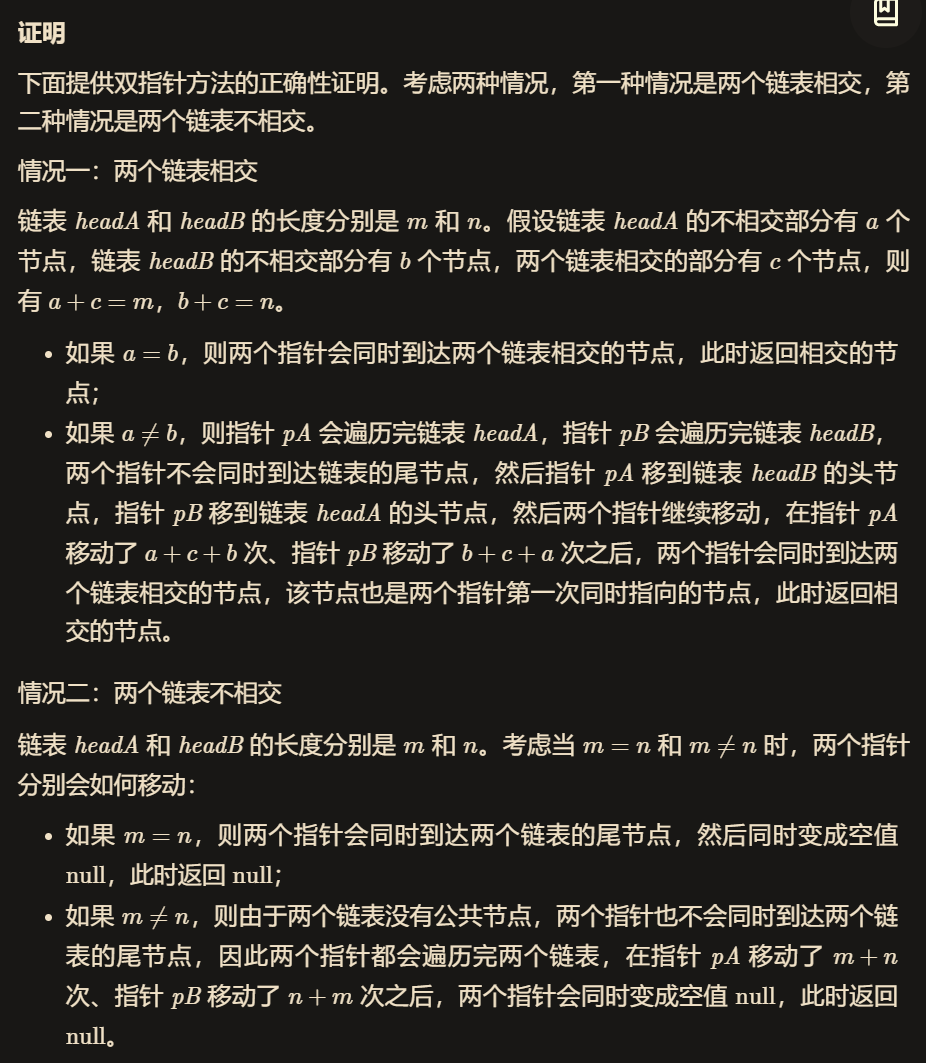 证明
下面提供双指针方法的正确性证明。考虑两种情况，第一种情况是两个链表相交，第
二种情况是两个链表不相交。
情况一：两个链表相交
链表 headA 和 headB 的长度分别是 m 和 n。假设链表 headA 的不相交部分有 a 个
节点，链表 headB 的不相交部分有 b 个节点，两个链表相交的部分有 c 个节点，则
有 a + c = m，b + c = n。
• 如果 a = b，则两个指针会同时到达两个链表相交的节点，此时返回相交的节
点；
• 如果 a ≠ b，则指针 pA 会遍历完链表 headA，指针 pB 会遍历完链表 headB，
两个指针不会同时到达链表的尾节点，然后指针 pA 移到链表 headB 的头节
点，指针 pB 移到链表 headA 的头节点，然后两个指针继续移动，在指针 pA
移动了 a + c + b 次、指针 pB 移动了 b + c + a 次之后，两个指针会同时到达两
个链表相交的节点，该节点也是两个指针第一次同时指向的节点，此时返回相
交的节点。
情况二：两个链表不相交
链表 headA 和 headB 的长度分别是 m 和 n。考虑当 m = n 和 m ≠ n 时，两个指针
分别会如何移动：
• 如果 m = n，则两个指针会同时到达两个链表的尾节点，然后同时变成空值
null，此时返回 null；
• 如果 m ≠ n，则由于两个链表没有公共节点，两个指针也不会同时到达两个链
表的尾节点，因此两个指针都会遍历完两个链表，在指针 pA 移动了 m + n
次、指针 pB 移动了 n + m 次之后，两个指针会同时变成空值 null，此时返回
null。